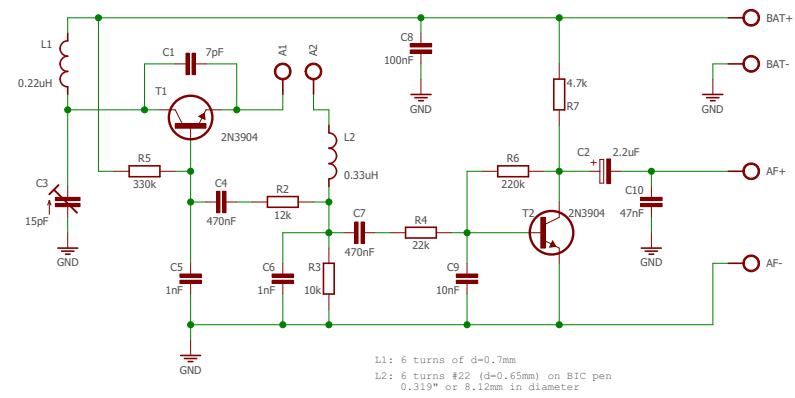 BAT+
L1
0.22uH
C1
7pF
A1
A2
C8
100nF
GND
BAT-
GND
4.7k
R7
T1
2N3904
L2
0.33uH
R5
330k
C4
470nF
R2
12k
R6
220k
C2
+
2.2uF
AF+
C3
15pF
GND
C7
470nF
R4
22k
T2
2N3904
C10
47nF
GND
C5
1nF
C6
1nF
R3
10k
C9
10nF
AF-
GND
L1: 6 turns of d=0.7mm
L2: 6 turns #22 (d=0.65mm) on BIC pen
0.319" or 8.12mm in diameter